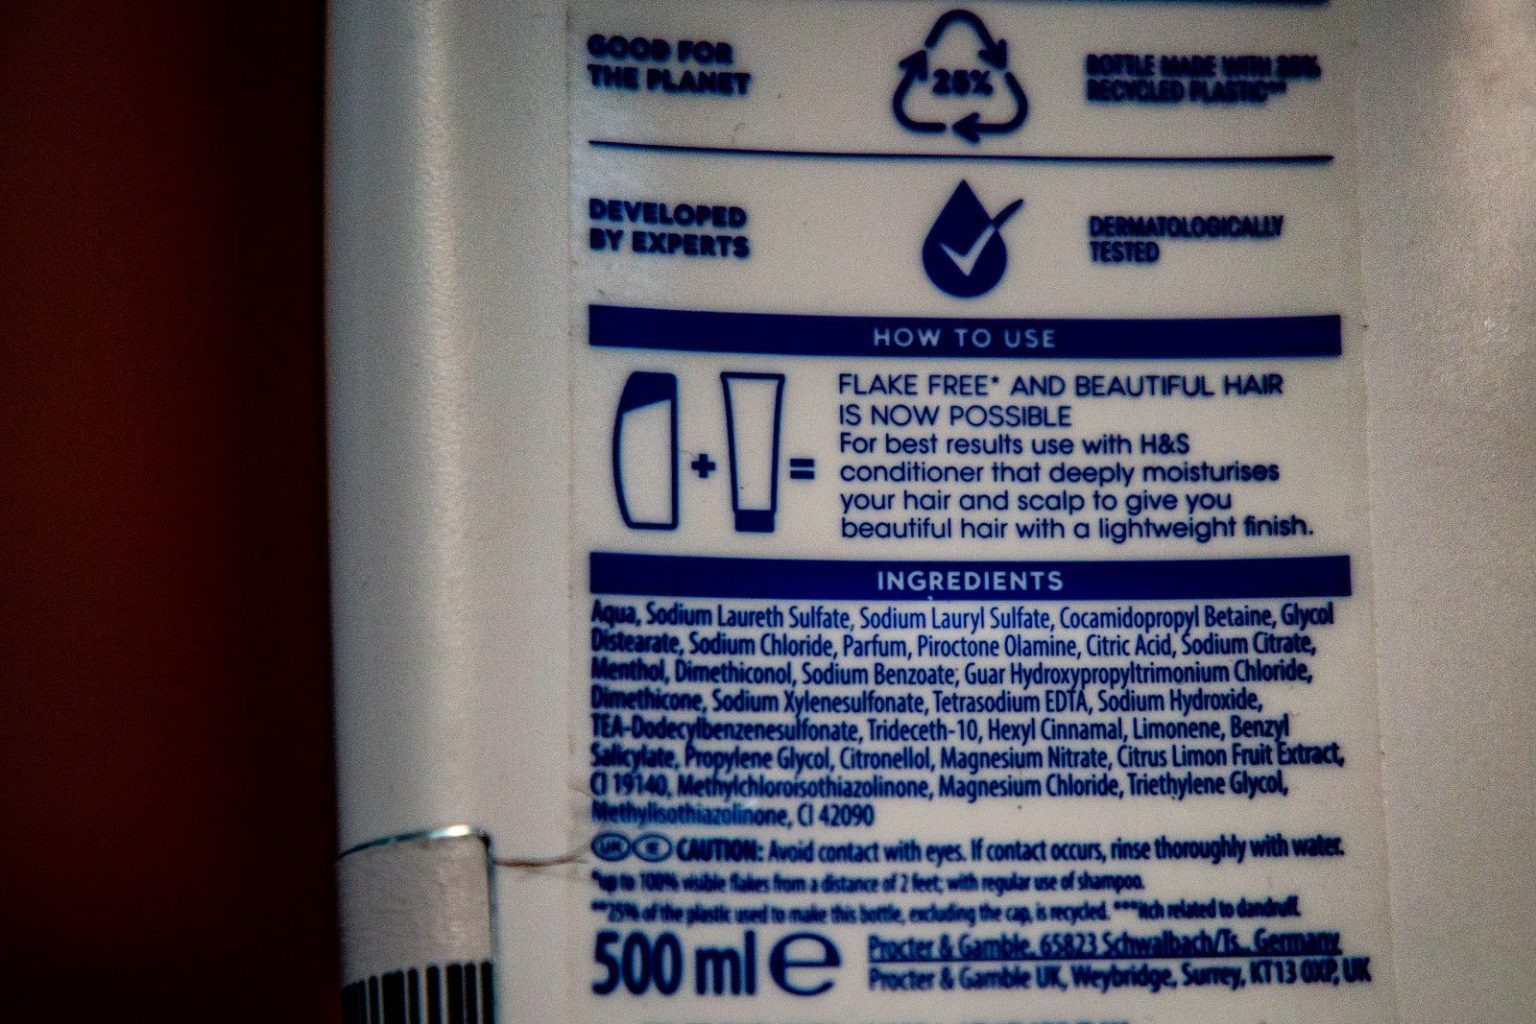 GOOD FOR
THE PLANET
25%
BOTTLE MADE WITH 25%
RECYCLED PLASTIC**
DEVELOPED
BY EXPERTS
DERMATOLOGICALLY
TESTED
HOW TO USE
+ =
FLAKE FREE* AND BEAUTIFUL HAIR
IS NOW POSSIBLE
For best results use with H&S
conditioner that deeply moisturises
your hair and scalp to give you
beautiful hair with a lightweight finish.
INGREDIENTS
Aqua, Sodium Laureth Sulfate, Sodium Lauryl Sulfate, Cocamidopropyl Betaine, Glycol
Distearate, Sodium Chloride, Parfum, Piroctone Olamine, Citric Acid, Sodium Citrate,
Menthol, Dimethiconol, Sodium Benzoate, Guar Hydroxypropyltrimonium Chloride,
Dimethicone, Sodium Xylenesulfonate, Tetrasodium EDTA, Sodium Hydroxide,
TEA-Dodecylbenzenesulfonate, Trideceth-10, Hexyl Cinnamal, Limonene, Benzyl
Salicylate, Propylene Glycol, Citronellol, Magnesium Nitrate, Citrus Limon Fruit Extract,
CI 19140, Methylchloroisothiazolinone, Magnesium Chloride, Triethylene Glycol,
Methylisothiazolinone, CI 42090
UK IE CAUTION: Avoid contact with eyes. If contact occurs, rinse thoroughly with water.
*up to 100% visible flakes from a distance of 2 feet; with regular use of shampoo.
**25% of the plastic used to make this bottle, excluding the cap, is recycled. ***itch related to dandruff.
500 ml e
Procter & Gamble, 65823 Schwalbach/Ts., Germany
Procter & Gamble UK, Weybridge, Surrey, KT13 0XP, UK